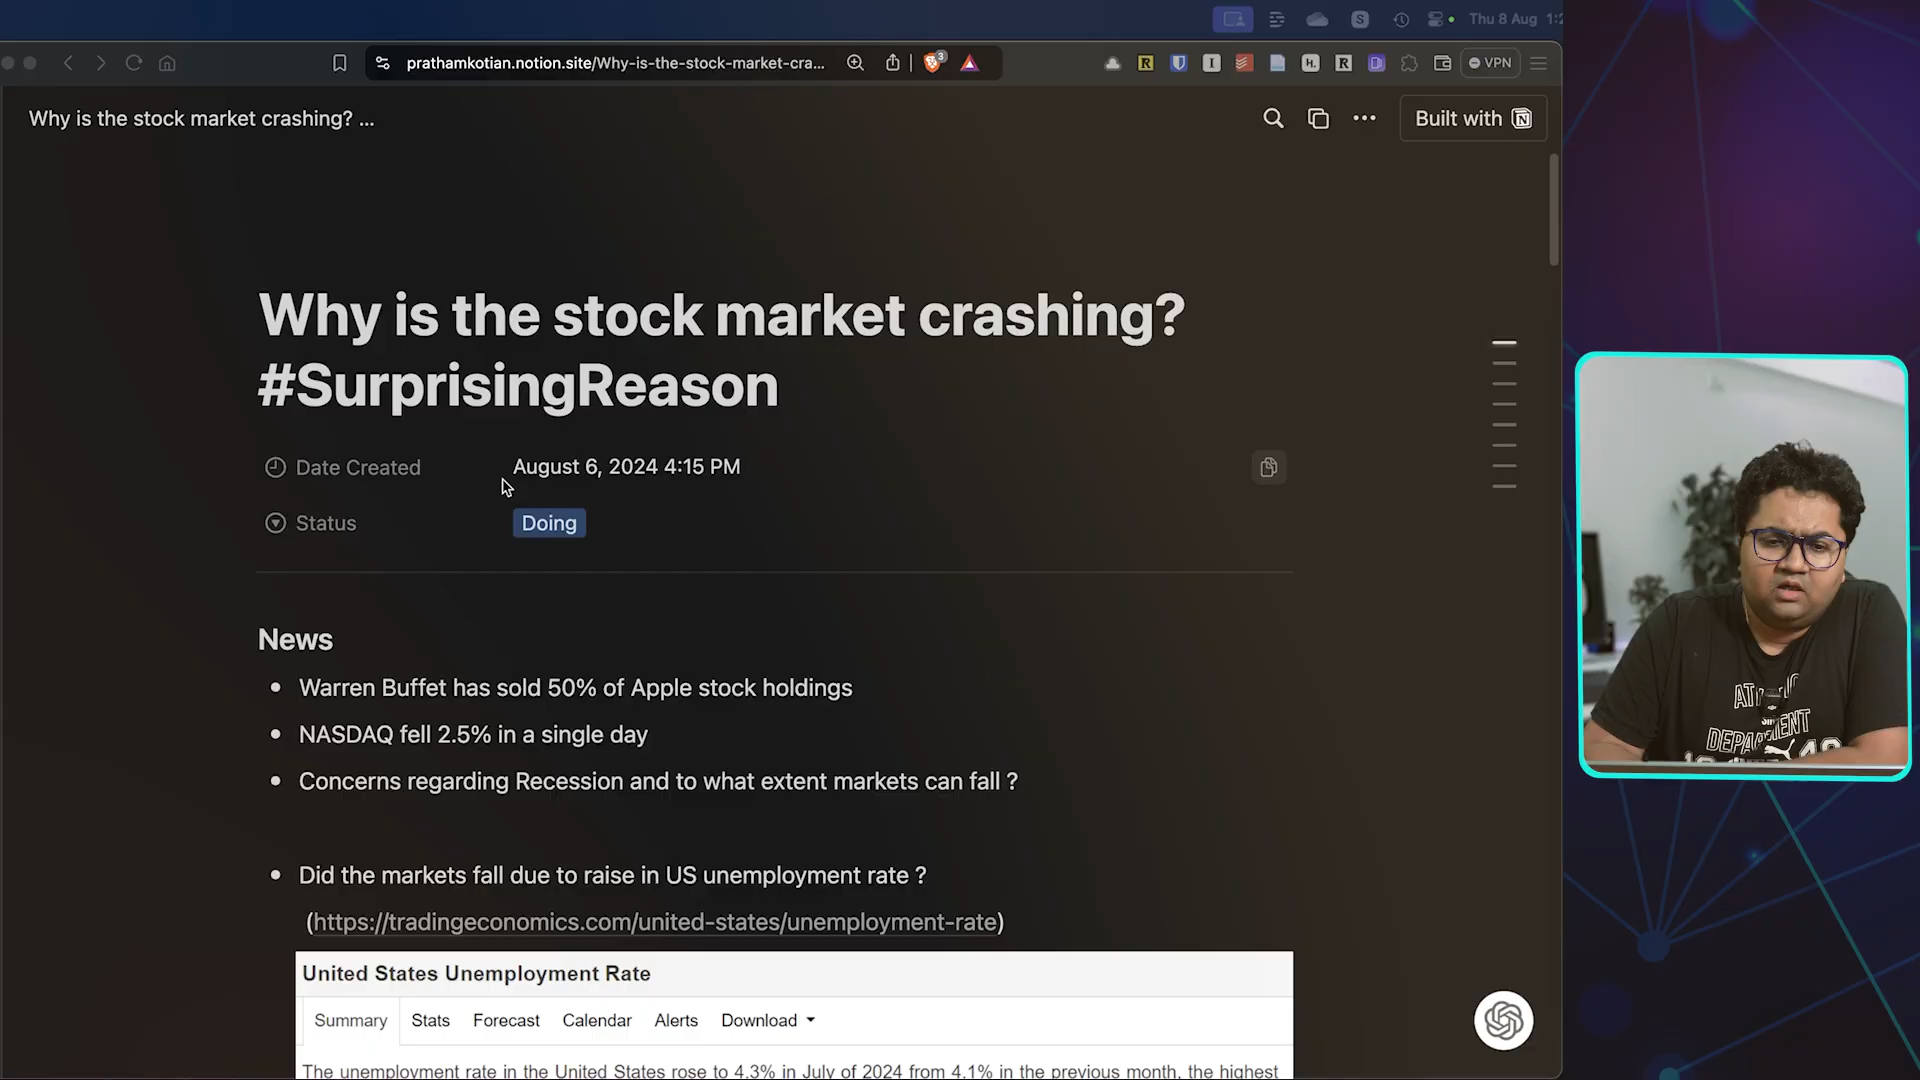 Thu 8 Aug
prathamkotian.notion.site/Why-is-the-stock-market-cra...
3
VPN
Why is the stock market crashing? ...
Built with
Why is the stock market crashing?
#SurprisingReason
Date Created
August 6, 2024 4:15 PM
Status
Doing
News
Warren Buffet has sold 50% of Apple stock holdings
NASDAQ fell 2.5% in a single day
Concerns regarding Recession and to what extent markets can fall ?
Did the markets fall due to raise in US unemployment rate ?
(https://tradingeconomics.com/united-states/unemployment-rate)
United States Unemployment Rate
Summary Stats Forecast Calendar Alerts Download
The unemployment rate in the United States rose to 4.3% in July of 2024 from 4.1% in the previous month, the highest